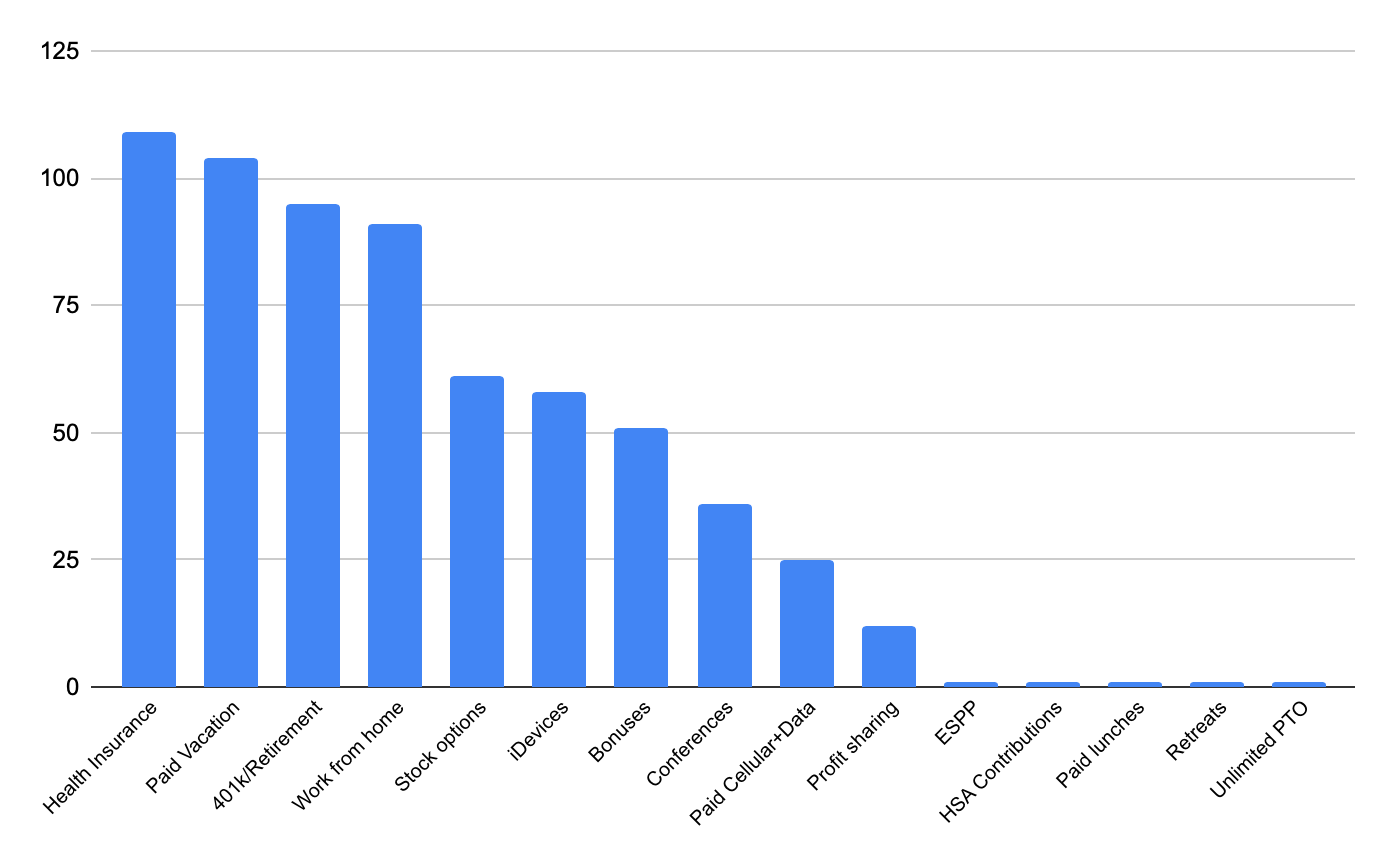 125
100
75
50
25
0
Health Insurance
Paid Vacation
401k/Retirement
Work from home
Stock options
iDevices
Bonuses
Conferences
Paid Cellular+Data
Profit sharing
ESPP
HSA Contributions
Paid lunches
Retreats
Unlimited PTO